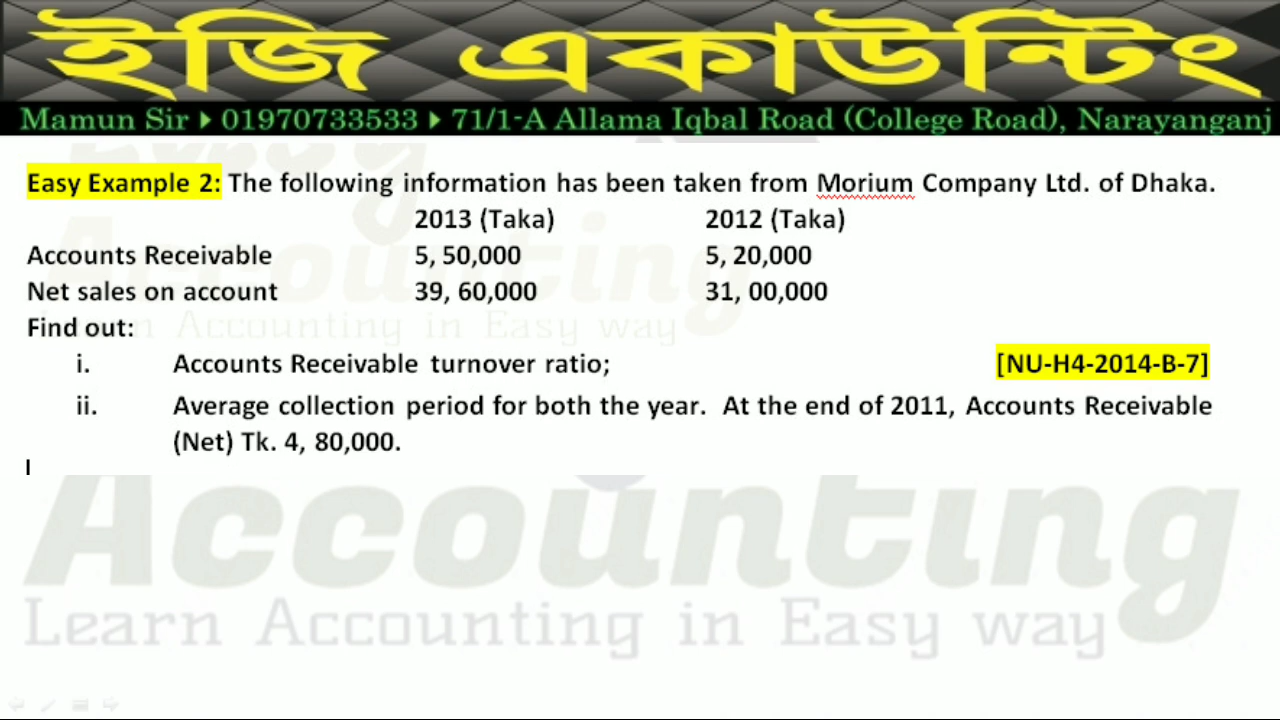 ইজি একাউন্টিং
Mamun Sir 01970733533 71/1-A Allama Iqbal Road (College Road), Narayanganj
Easy Example 2: The following information has been taken from Morium Company Ltd. of Dhaka.
2013 (Taka) 2012 (Taka)
Accounts Receivable 5, 50,000 5, 20,000
Net sales on account 39, 60,000 31, 00,000
Find out:
i. Accounts Receivable turnover ratio; [NU-H4-2014-B-7]
ii. Average collection period for both the year. At the end of 2011, Accounts Receivable
(Net) Tk. 4, 80,000.
Accounting
Learn Accounting in Easy way